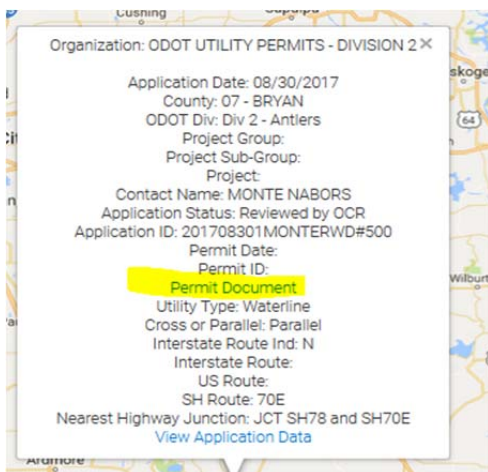 Cushing
Organization: ODOT UTILITY PERMITS - DIVISION 2 ×
Application Date: 08/30/2017
County: 07 - BRYAN
ODOT Div: Div 2 - Antlers
Project Group:
Project Sub-Group:
Project:
Contact Name: MONTE NABORS
Application Status: Reviewed by OCR
Application ID: 201708301MONTERWD#500
Permit Date:
Permit ID:
Permit Document
Utility Type: Waterline
Cross or Parallel: Parallel
Interstate Route Ind: N
Interstate Route:
US Route:
SH Route: 70E
Nearest Highway Junction: JCT SH78 and SH70E
View Application Data
skoge
64
Wilburt
Ardmore